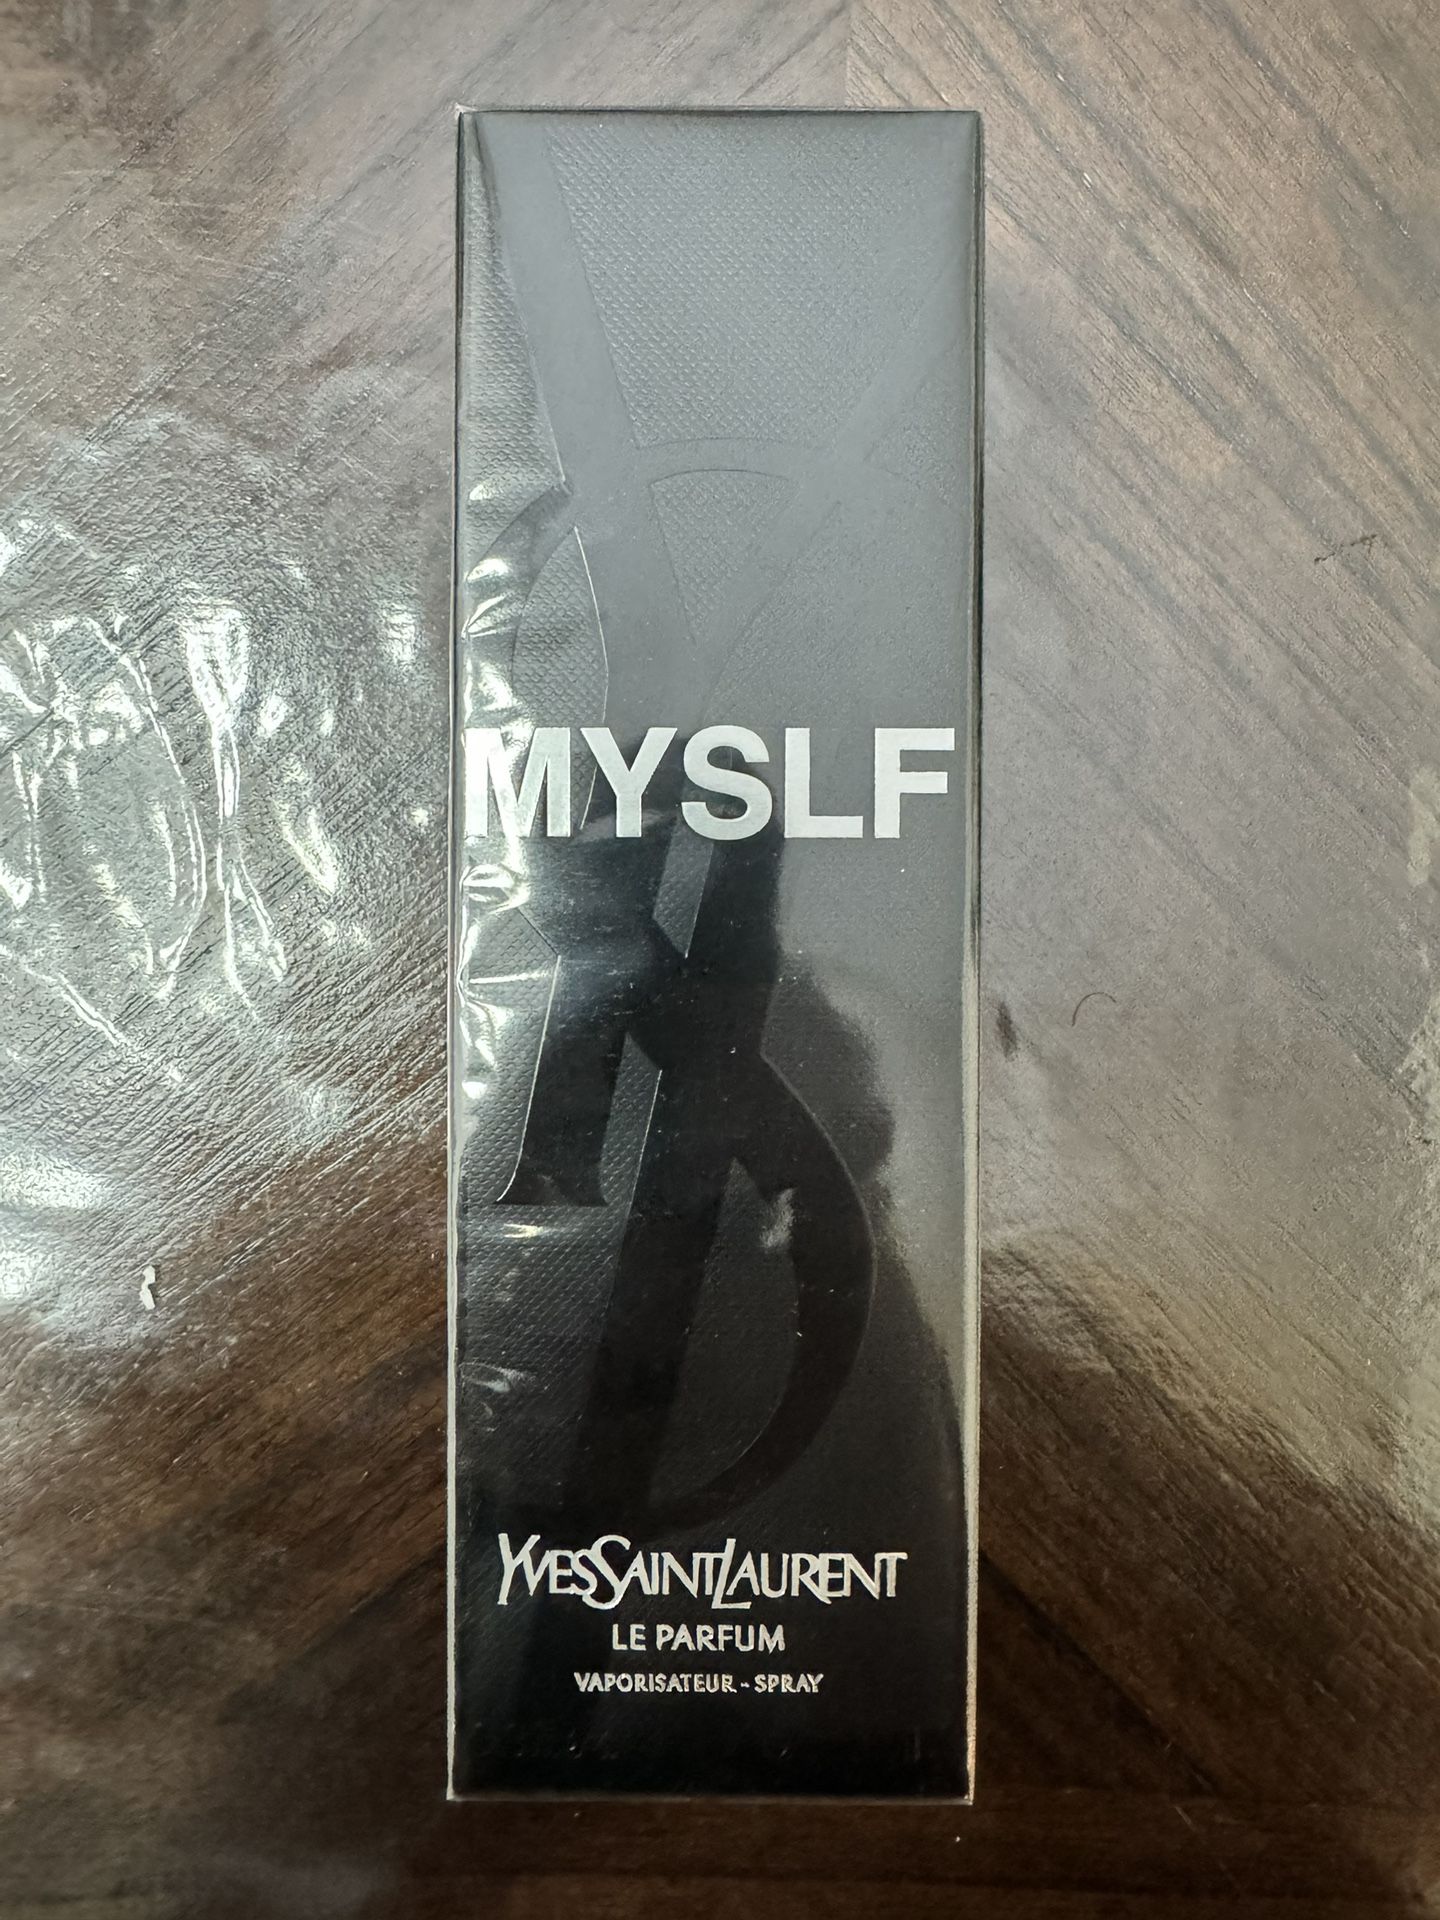 MYSLF
YVESSAINTLAURENT
LE PARFUM
VAPORISATEUR - SPRAY